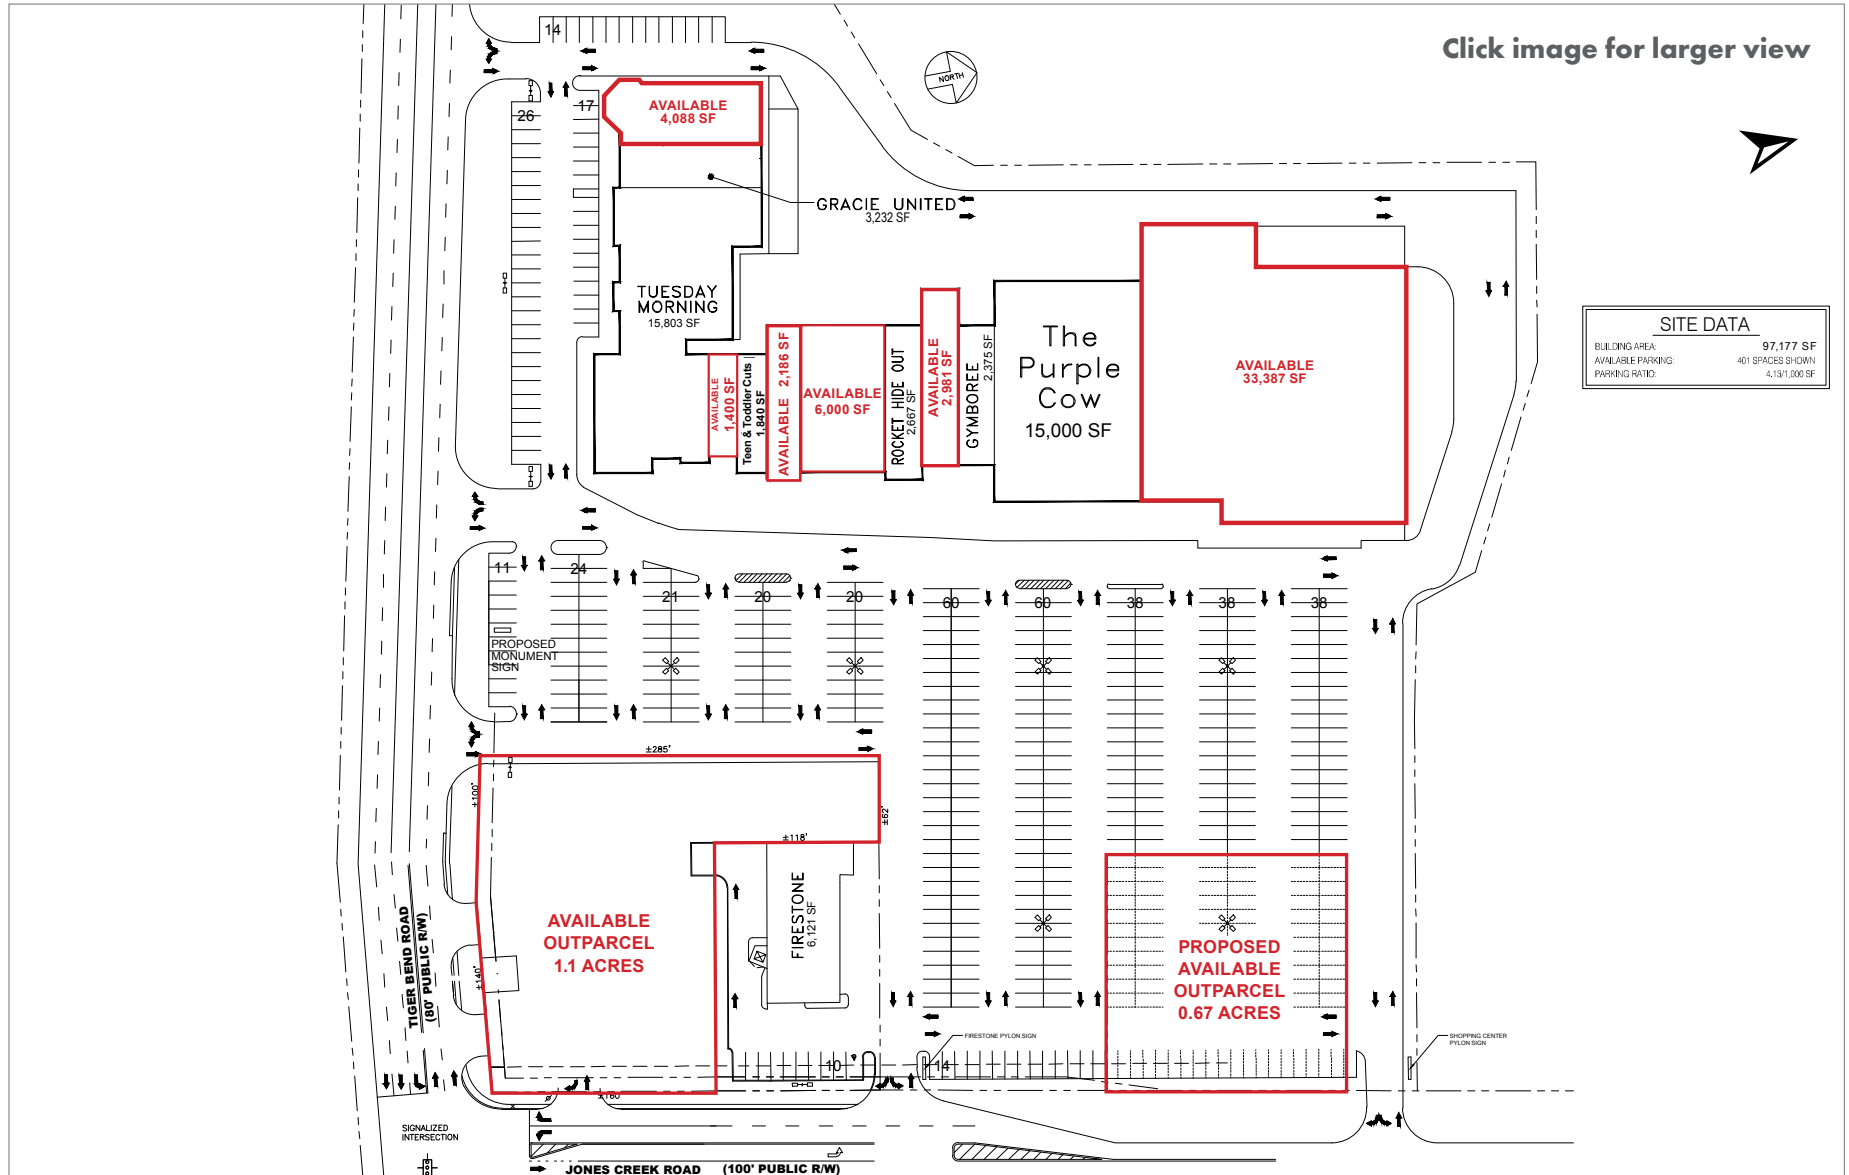 Click image for larger view
14
NORTH
26
17
AVAILABLE
4,088 SF
GRACIE UNITED
3,232 SF
TUESDAY
MORNING
15,803 SF
AVAILABLE
1,400 SF
Teen & Toddler Cuts
1,840 SF
AVAILABLE 2,186 SF
AVAILABLE
6,000 SF
ROCKET HIDE OUT
2,667 SF
AVAILABLE
2,981 SF
GYMBOREE
2,375 SF
The
Purple
Cow
15,000 SF
AVAILABLE
33,387 SF
SITE DATA
BUILDING AREA: 97,177 SF
AVAILABLE PARKING: 401 SPACES SHOWN
PARKING RATIO: 4.13/1,000 SF
11
24
21
20
20
60
60
38
38
38
PROPOSED
MONUMENT
SIGN
±285'
±100'
±62'
±118'
±140'
±160'
AVAILABLE
OUTPARCEL
1.1 ACRES
FIRESTONE
6,121 SF
PROPOSED
AVAILABLE
OUTPARCEL
0.67 ACRES
TIGER BEND ROAD
(80' PUBLIC R/W)
10
14
FIRESTONE PYLON SIGN
SHOPPING CENTER
PYLON SIGN
SIGNALIZED
INTERSECTION
JONES CREEK ROAD (100' PUBLIC R/W)